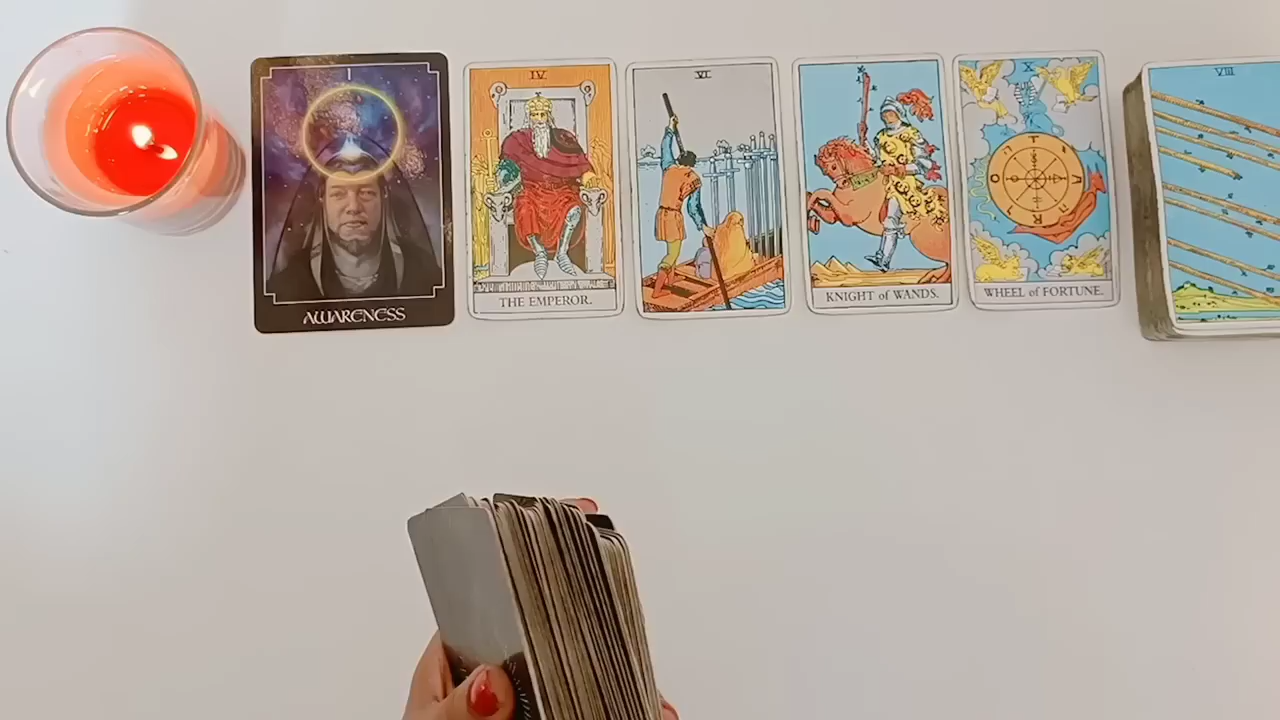 I
AWARENESS
IV
THE EMPEROR.
VI
KNIGHT of WANDS.
X
WHEEL of FORTUNE.
VIII